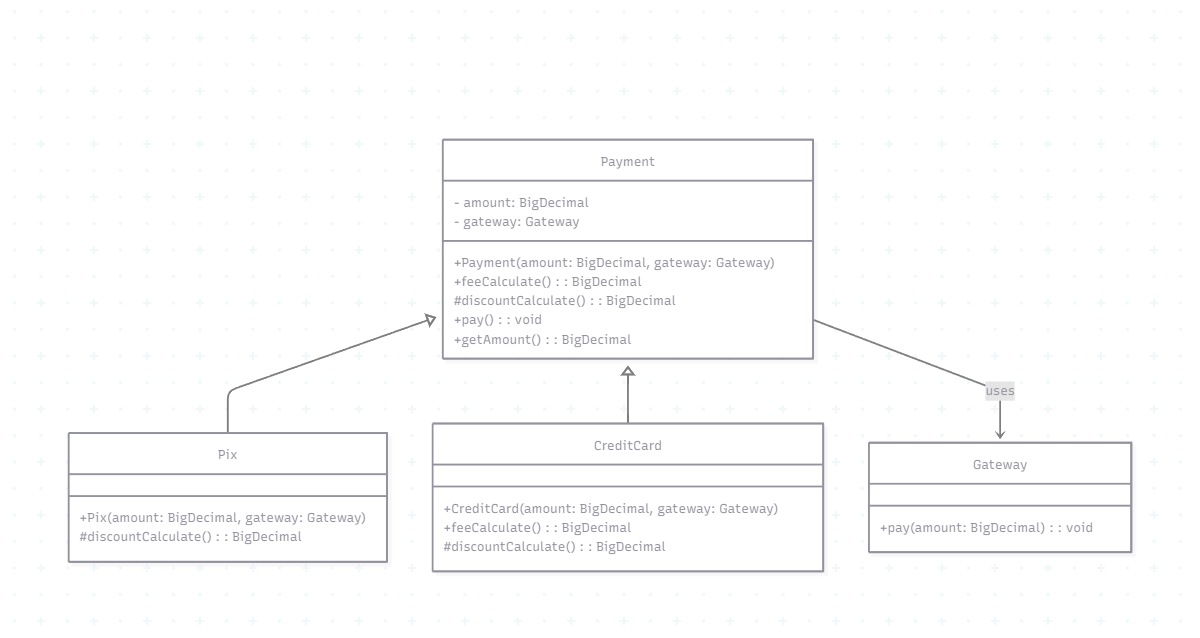 Payment
- amount: BigDecimal
- gateway: Gateway
+Payment(amount: BigDecimal, gateway: Gateway)
+feeCalculate() : : BigDecimal
#discountCalculate() : : BigDecimal
+pay() : : void
+getAmount() : : BigDecimal
uses
Pix
+Pix(amount: BigDecimal, gateway: Gateway)
#discountCalculate() : : BigDecimal
CreditCard
+CreditCard(amount: BigDecimal, gateway: Gateway)
+feeCalculate() : : BigDecimal
#discountCalculate() : : BigDecimal
Gateway
+pay(amount: BigDecimal) : : void